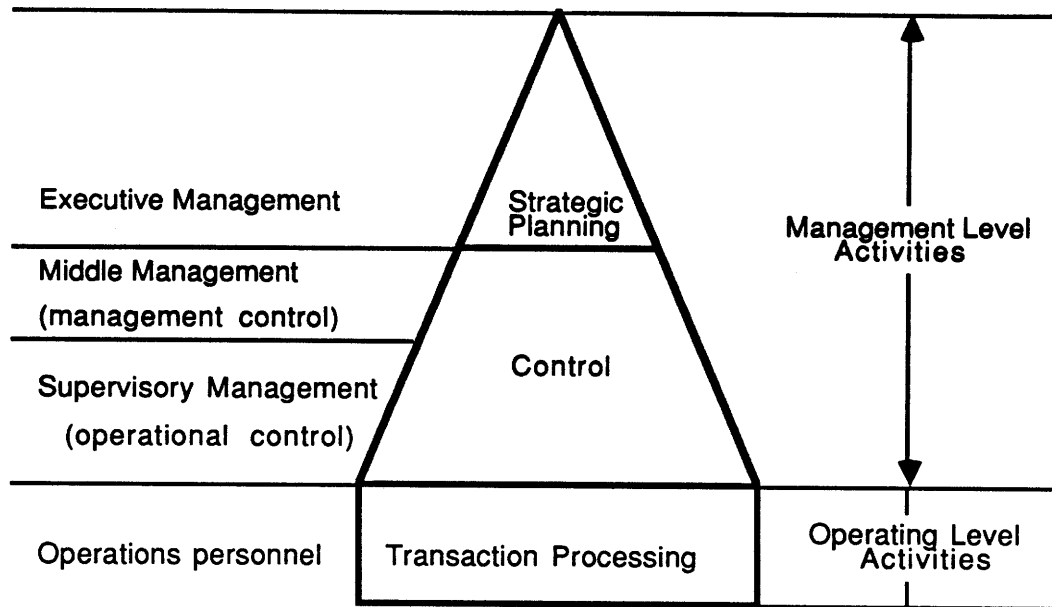 Executive Management
Strategic
Planning
Management Level
Activities
Middle Management
(management control)
Control
Supervisory Management
(operational control)
Operations personnel
Transaction Processing
Operating Level
Activities